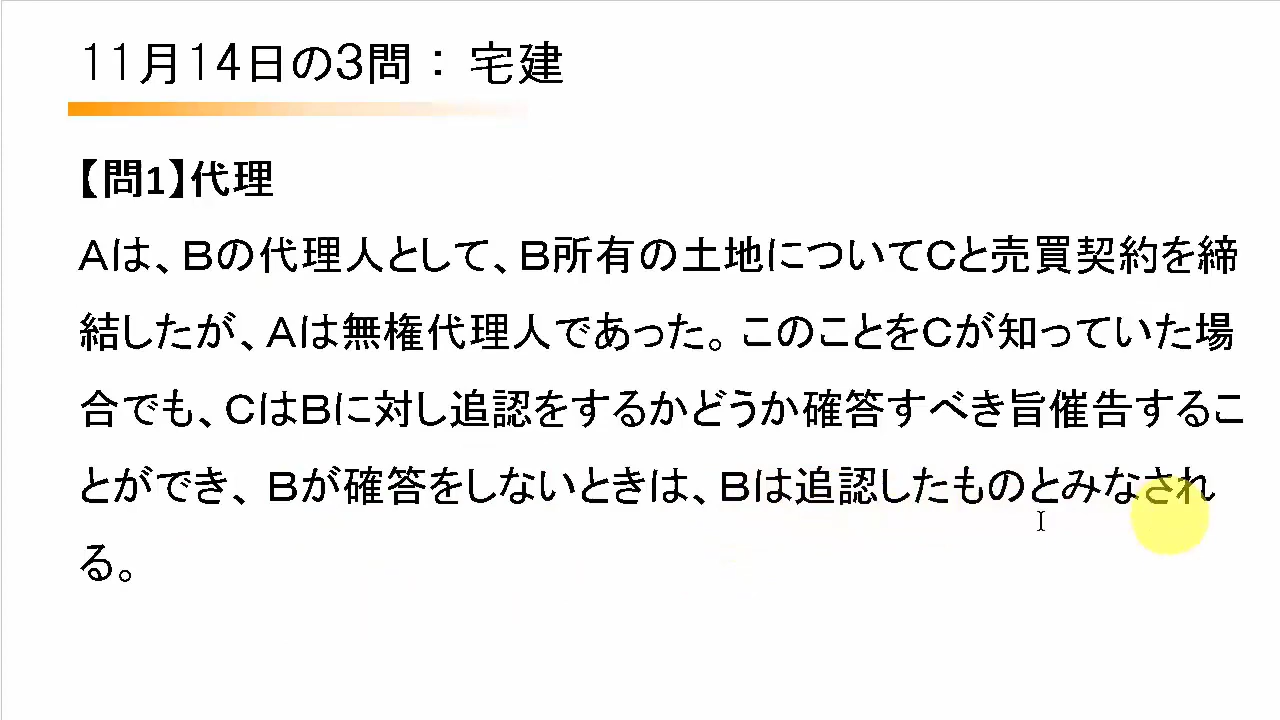 11月14日の3問：宅建
【問1】代理
Aは、Bの代理人として、B所有の土地についてCと売買契約を締
結したが、Aは無権代理人であった。このことをCが知っていた場
合でも、CはBに対し追認をするかどうか確答すべき旨催告するこ
とができ、Bが確答をしないときは、Bは追認したものとみなされ
る。